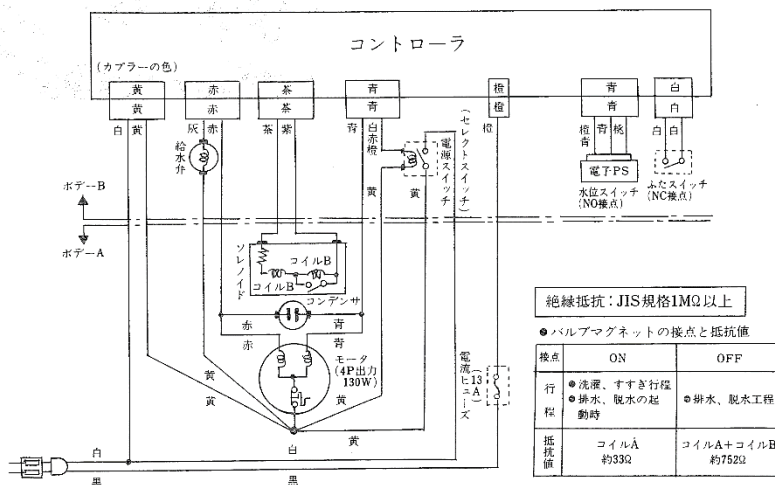 コントローラ
(カプラーの色)
黄 赤 茶 青 橙 青 白
黄 赤 茶 青 橙 青 白
白 黄 灰 赤 茶 紫 青 白赤橙 橙 橙青 青 桃 白 白
給水弁
電源スイッチ
(セレクトスイッチ)
電子PS
水位スイッチ
(NO接点)
ふたスイッチ
(NC接点)
黄 黄
ボデーB
ボデーA
ソレノイド
コイルB
コイルB
コンデンサ
赤 青
赤 青
モータ
(4P出力
130W)
電流ヒューズ
(13A)
黄
黄
黄
白
黄
白
黒 黒
絶縁抵抗:JIS規格1MΩ以上
●バルブマグネットの接点と抵抗値
接点 ON OFF
行程 ●洗濯、すすぎ行程
●排水、脱水の起動時
●排水、脱水工程
抵抗値 コイルA
約33Ω
コイルA+コイルB
約752Ω